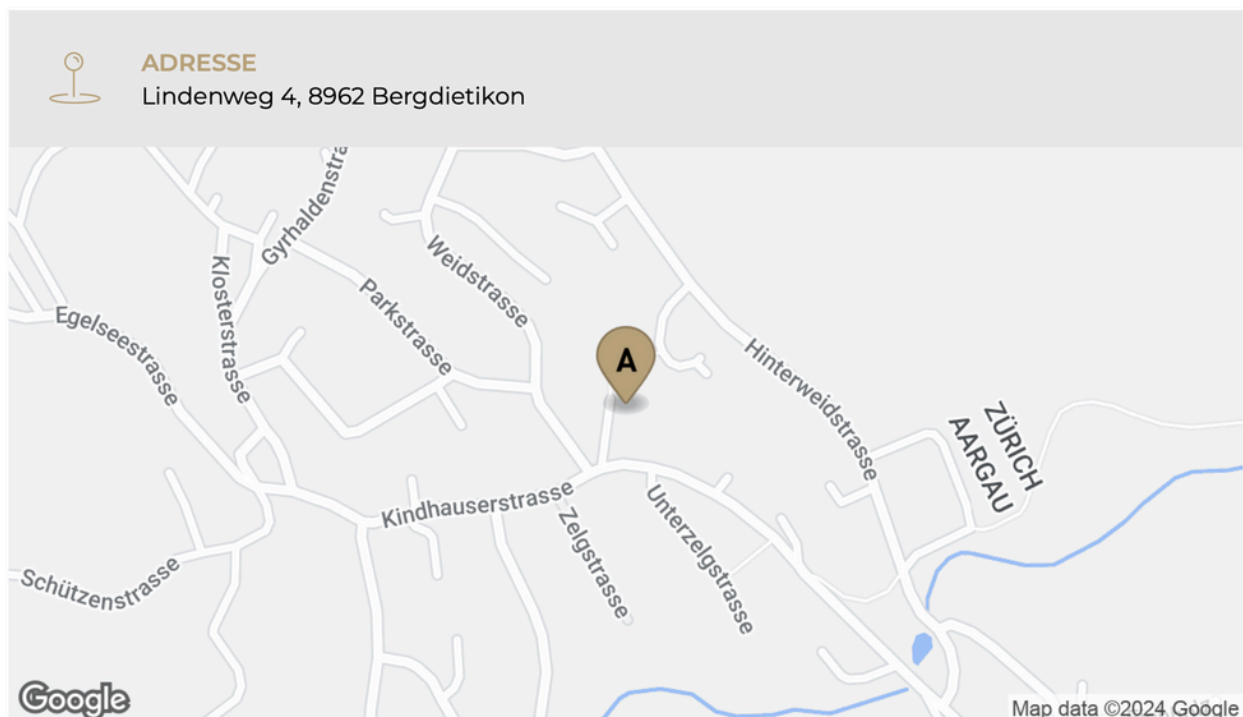 ADRESSE
Lindenweg 4, 8962 Bergdietikon
Gyrhaldenstra
Weidstrasse
Klosterstrasse
Parkstrasse
Egelseestrasse
A
Hinterweidstrasse
ZÜRICH
AARGAU
Kindhauserstrasse
Zelgstrasse
Unterzelgstrasse
Schützenstrasse
Google
Map data ©2024 Google